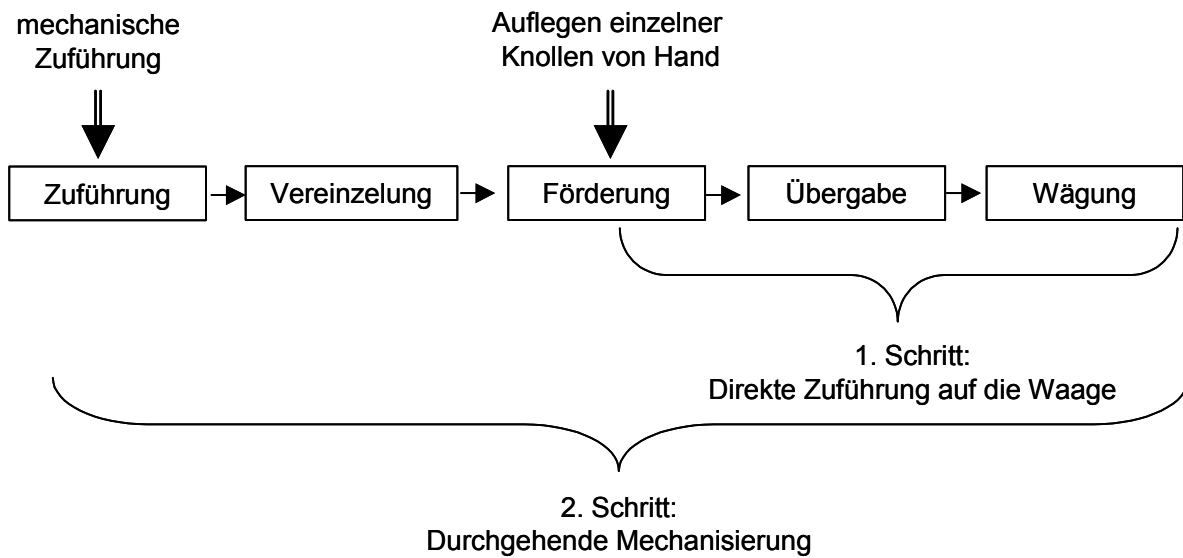 mechanische
Zuführung
Auflegen einzelner
Knollen von Hand
Zuführung
Vereinzelung
Förderung
Übergabe
Wägung
1. Schritt:
Direkte Zuführung auf die Waage
2. Schritt:
Durchgehende Mechanisierung